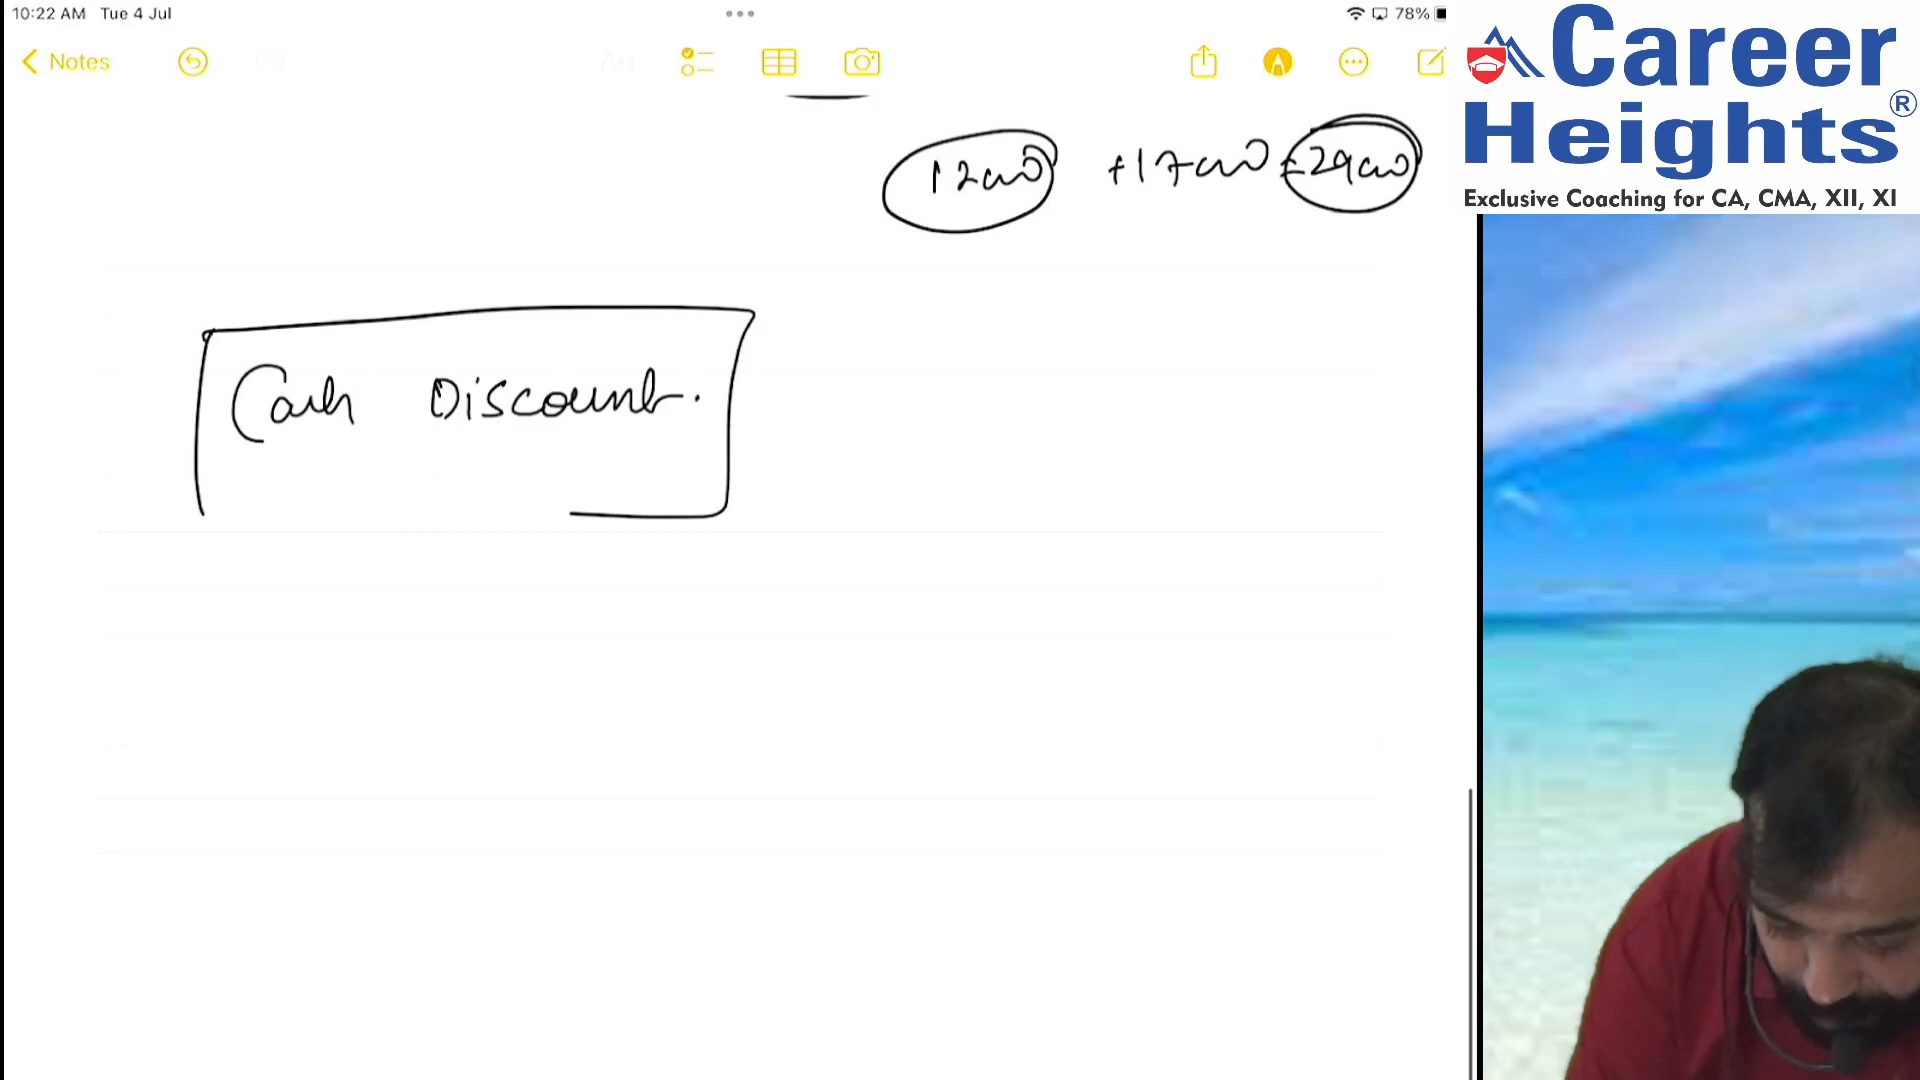 10:22 AM Tue 4 Jul
78%
Notes
Career
Heights®
Exclusive Coaching for CA, CMA, XII, XI
12000 +17000 = 29000
Cash Discount.